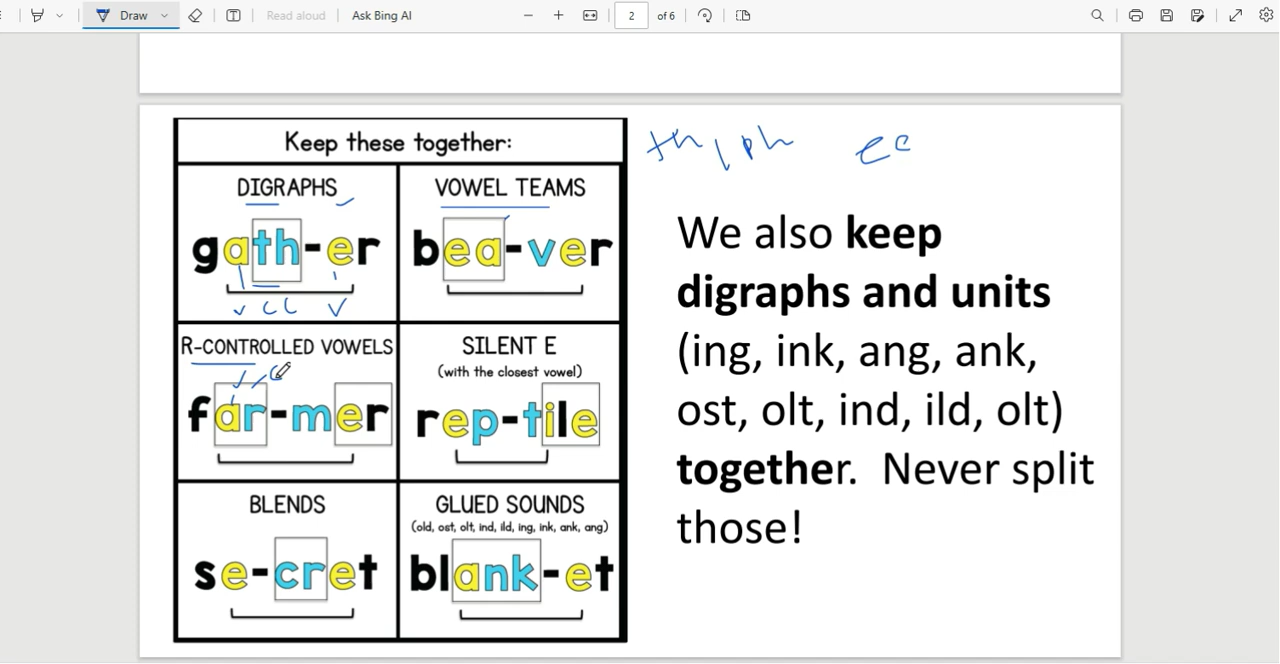 Draw Read aloud Ask Bing AI 2 of 6
Keep these together:
th, ph
DIGRAPHS
gath-er
v c c v
VOWEL TEAMS
bea-ver
R-CONTROLLED VOWELS
far-mer
SILENT E
(with the closest vowel)
rep-tile
BLENDS
se-cret
GLUED SOUNDS
(old, ost, olt, ind, ild, ing, ink, ank, ang)
blank-et
We also keep
digraphs and units
(ing, ink, ang, ank,
ost, olt, ind, ild, olt)
together. Never split
those!